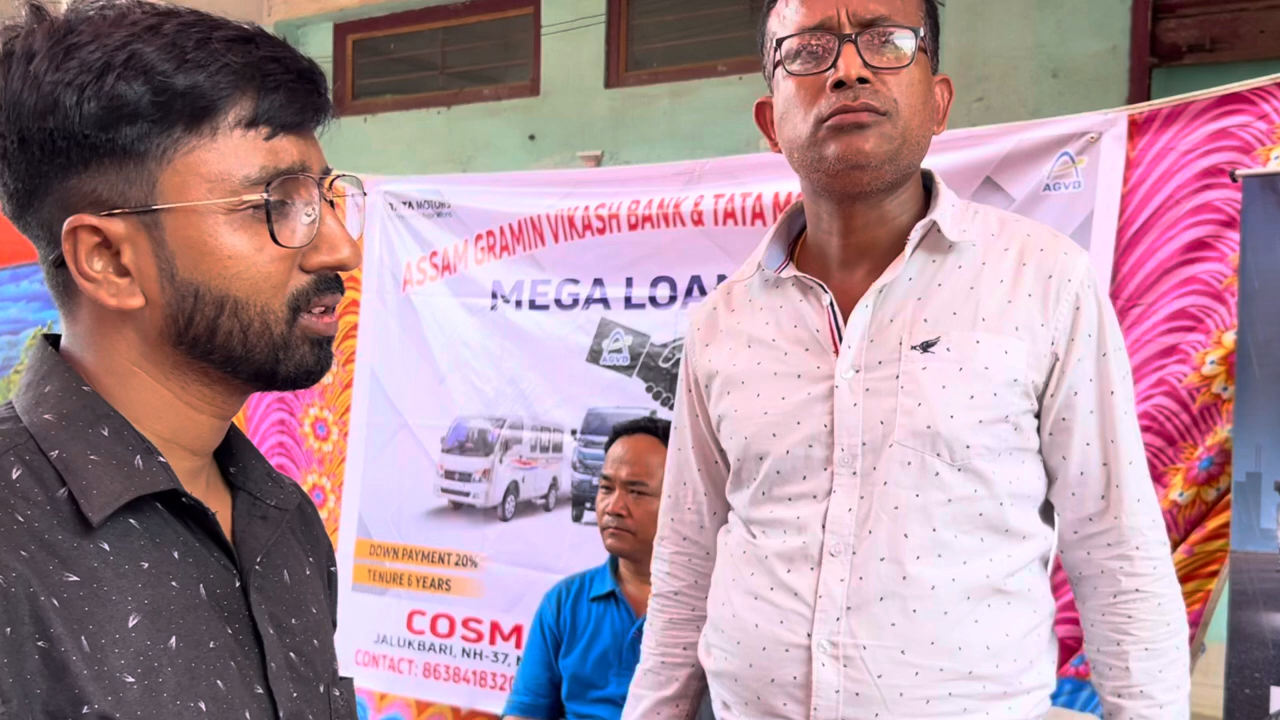 TATA MOTORS
AGVB
ASSAM GRAMIN VIKASH BANK & TATA
MEGA LOAN
AGVB
DOWN PAYMENT 20%
TENURE 6 YEARS
COSM
JALUKBARI, NH-37,
CONTACT: 863841832